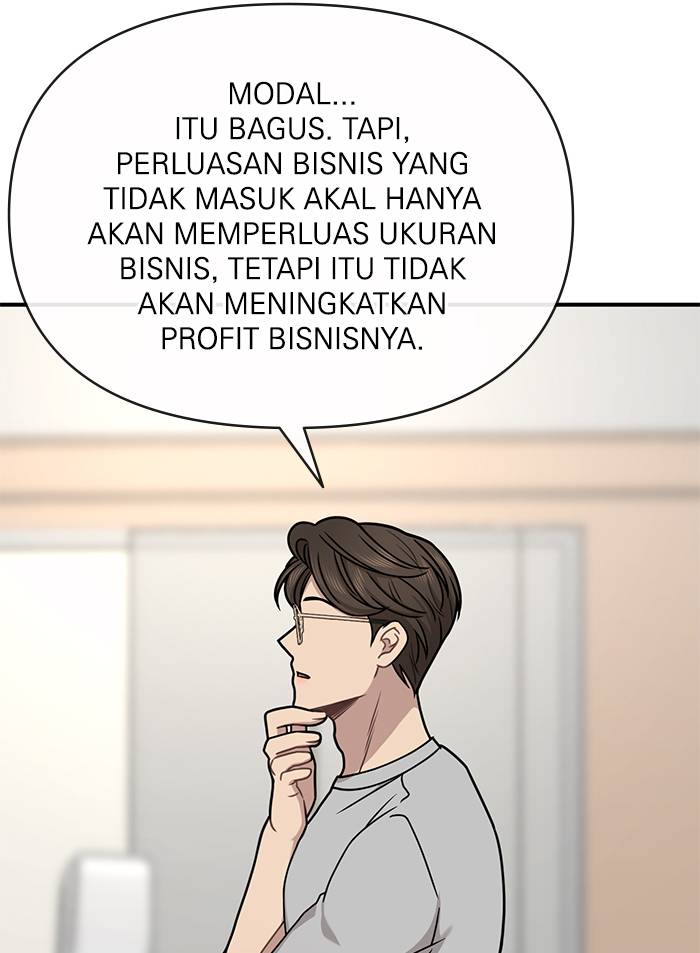 MODAL...
ITU BAGUS. TAPI,
PERLUASAN BISNIS YANG
TIDAK MASUK AKAL HANYA
AKAN MEMPERLUAS UKURAN
BISNIS, TETAPI ITU TIDAK
AKAN MENINGKATKAN
PROFIT BISNISNYA.